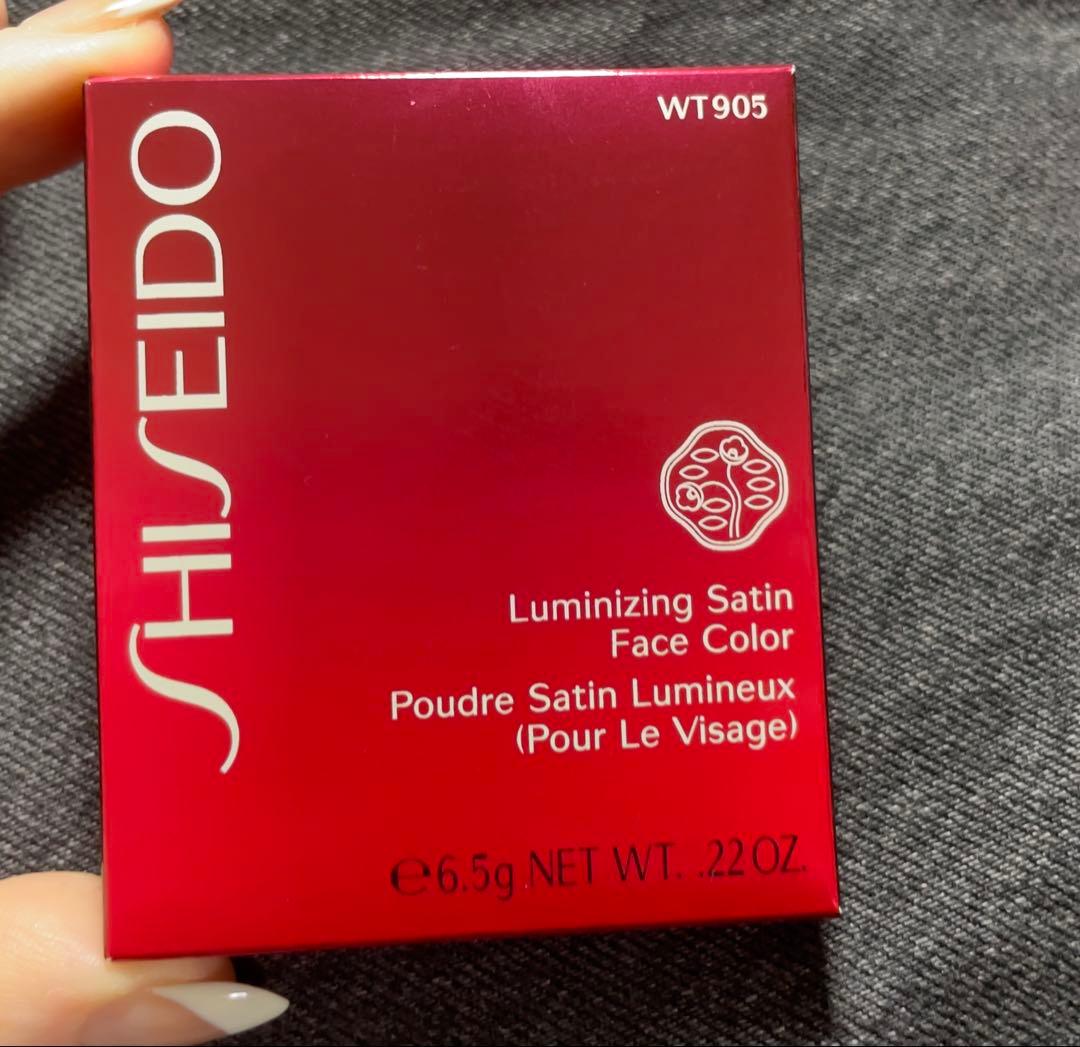 WT905
SHISEIDO
Luminizing Satin
Face Color
Poudre Satin Lumineux
(Pour Le Visage)
℮6.5g NET WT. .22 OZ.